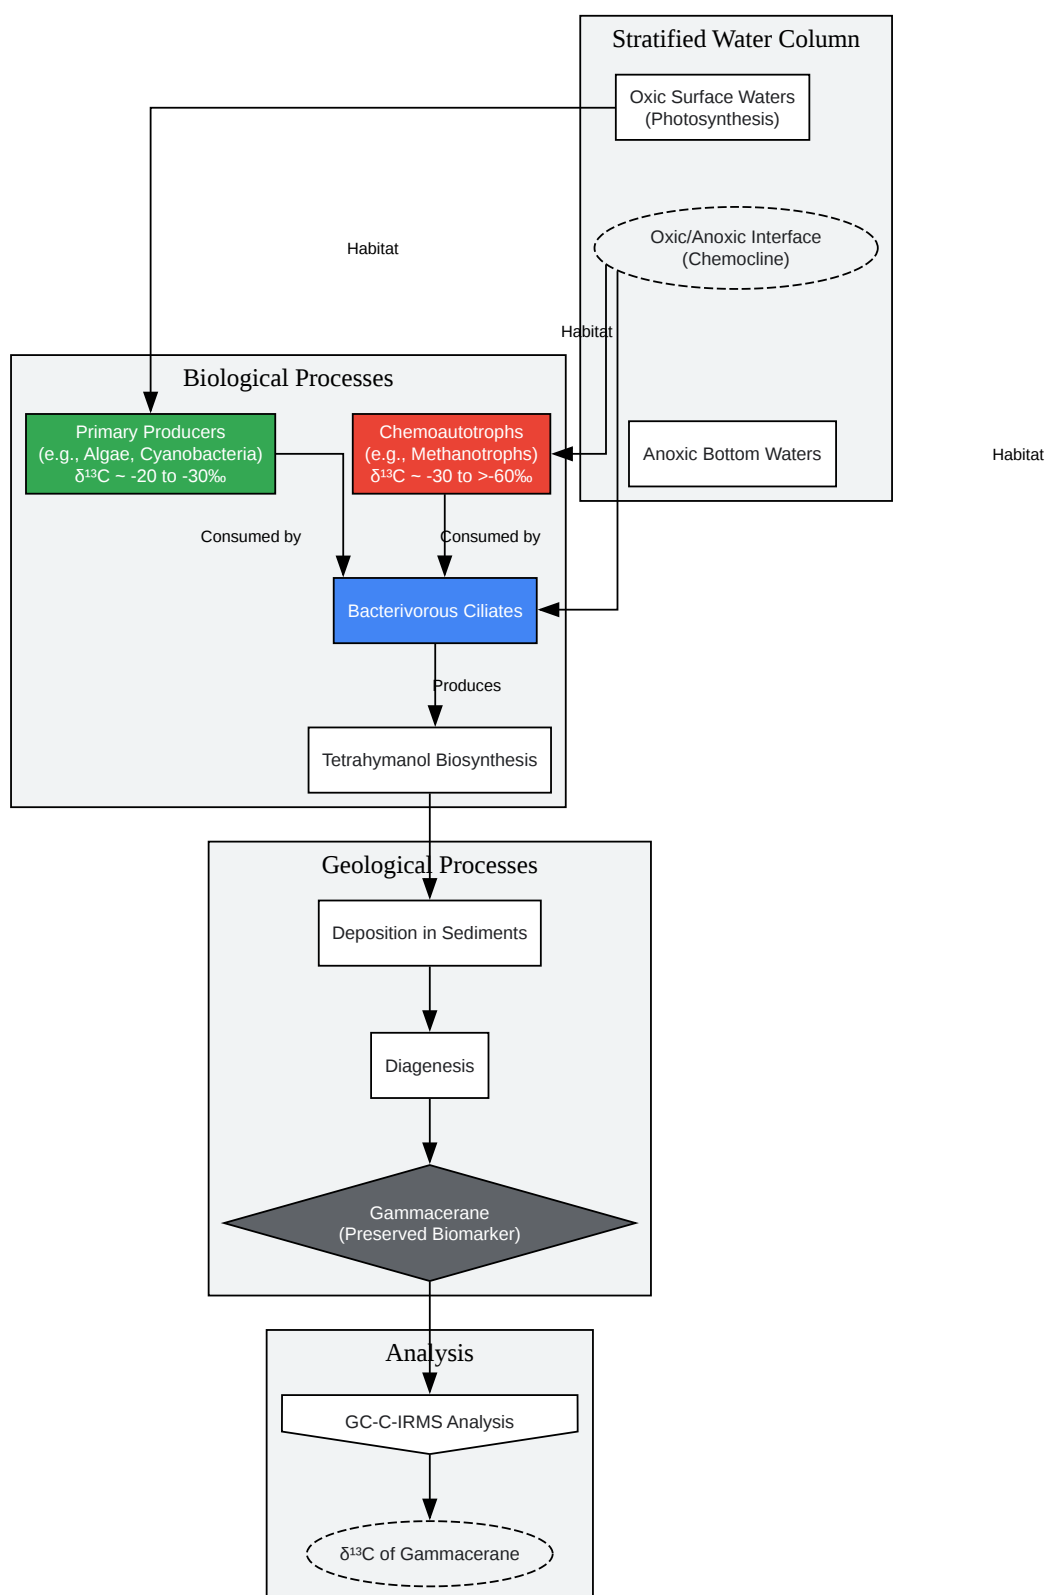 Stratified Water Column
Oxic Surface Waters
(Photosynthesis)
Oxic/Anoxic Interface
(Chemocline)
Habitat
Habitat
Biological Processes
Primary Producers
(e.g., Algae, Cyanobacteria)
δ¹³C ~ -20 to -30‰
Chemoautotrophs
(e.g., Methanotrophs)
δ¹³C ~ -30 to >-60‰
Anoxic Bottom Waters
Habitat
Consumed by
Consumed by
Bacterivorous Ciliates
Produces
Tetrahymanol Biosynthesis
Geological Processes
Deposition in Sediments
Diagenesis
Gammacerane
(Preserved Biomarker)
Analysis
GC-C-IRMS Analysis
δ¹³C of Gammacerane